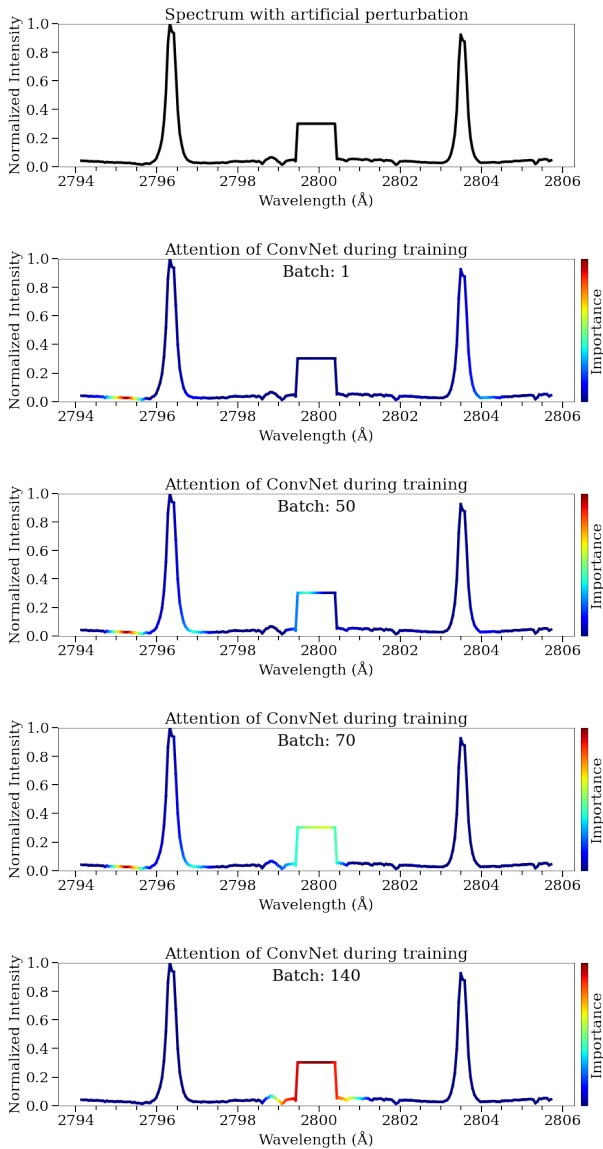 Spectrum with artificial perturbation
Normalized Intensity
1.0
0.8
0.6
0.4
0.2
0.0
2794 2796 2798 2800 2802 2804 2806
Wavelength (Å)
Attention of ConvNet during training
Batch: 1
Normalized Intensity
1.0
0.8
0.6
0.4
0.2
0.0
2794 2796 2798 2800 2802 2804 2806
Wavelength (Å)
Importance
Attention of ConvNet during training
Batch: 50
Normalized Intensity
1.0
0.8
0.6
0.4
0.2
0.0
2794 2796 2798 2800 2802 2804 2806
Wavelength (Å)
Importance
Attention of ConvNet during training
Batch: 70
Normalized Intensity
1.0
0.8
0.6
0.4
0.2
0.0
2794 2796 2798 2800 2802 2804 2806
Wavelength (Å)
Importance
Attention of ConvNet during training
Batch: 140
Normalized Intensity
1.0
0.8
0.6
0.4
0.2
0.0
2794 2796 2798 2800 2802 2804 2806
Wavelength (Å)
Importance